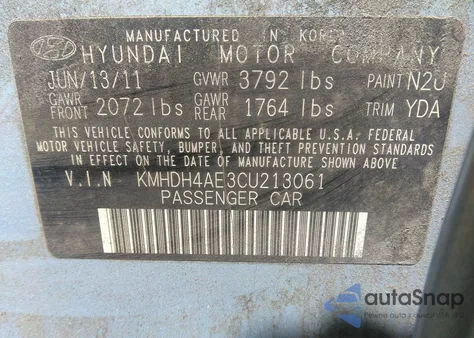 MANUFACTURED IN KOREA
HYUNDAI MOTOR COMPANY
JUN/13/11 GVWR 3792 lbs PAINT N2U
GAWR FRONT 2072 lbs GAWR REAR 1764 lbs TRIM YDA
THIS VEHICLE CONFORMS TO ALL APPLICABLE U.S.A. FEDERAL
MOTOR VEHICLE SAFETY, BUMPER, AND THEFT PREVENTION STANDARDS
IN EFFECT ON THE DATE OF MANUFACTURE SHOWN ABOVE.
V.I.N KMHDH4AE3CU213061
PASSENGER CAR
autoSnap